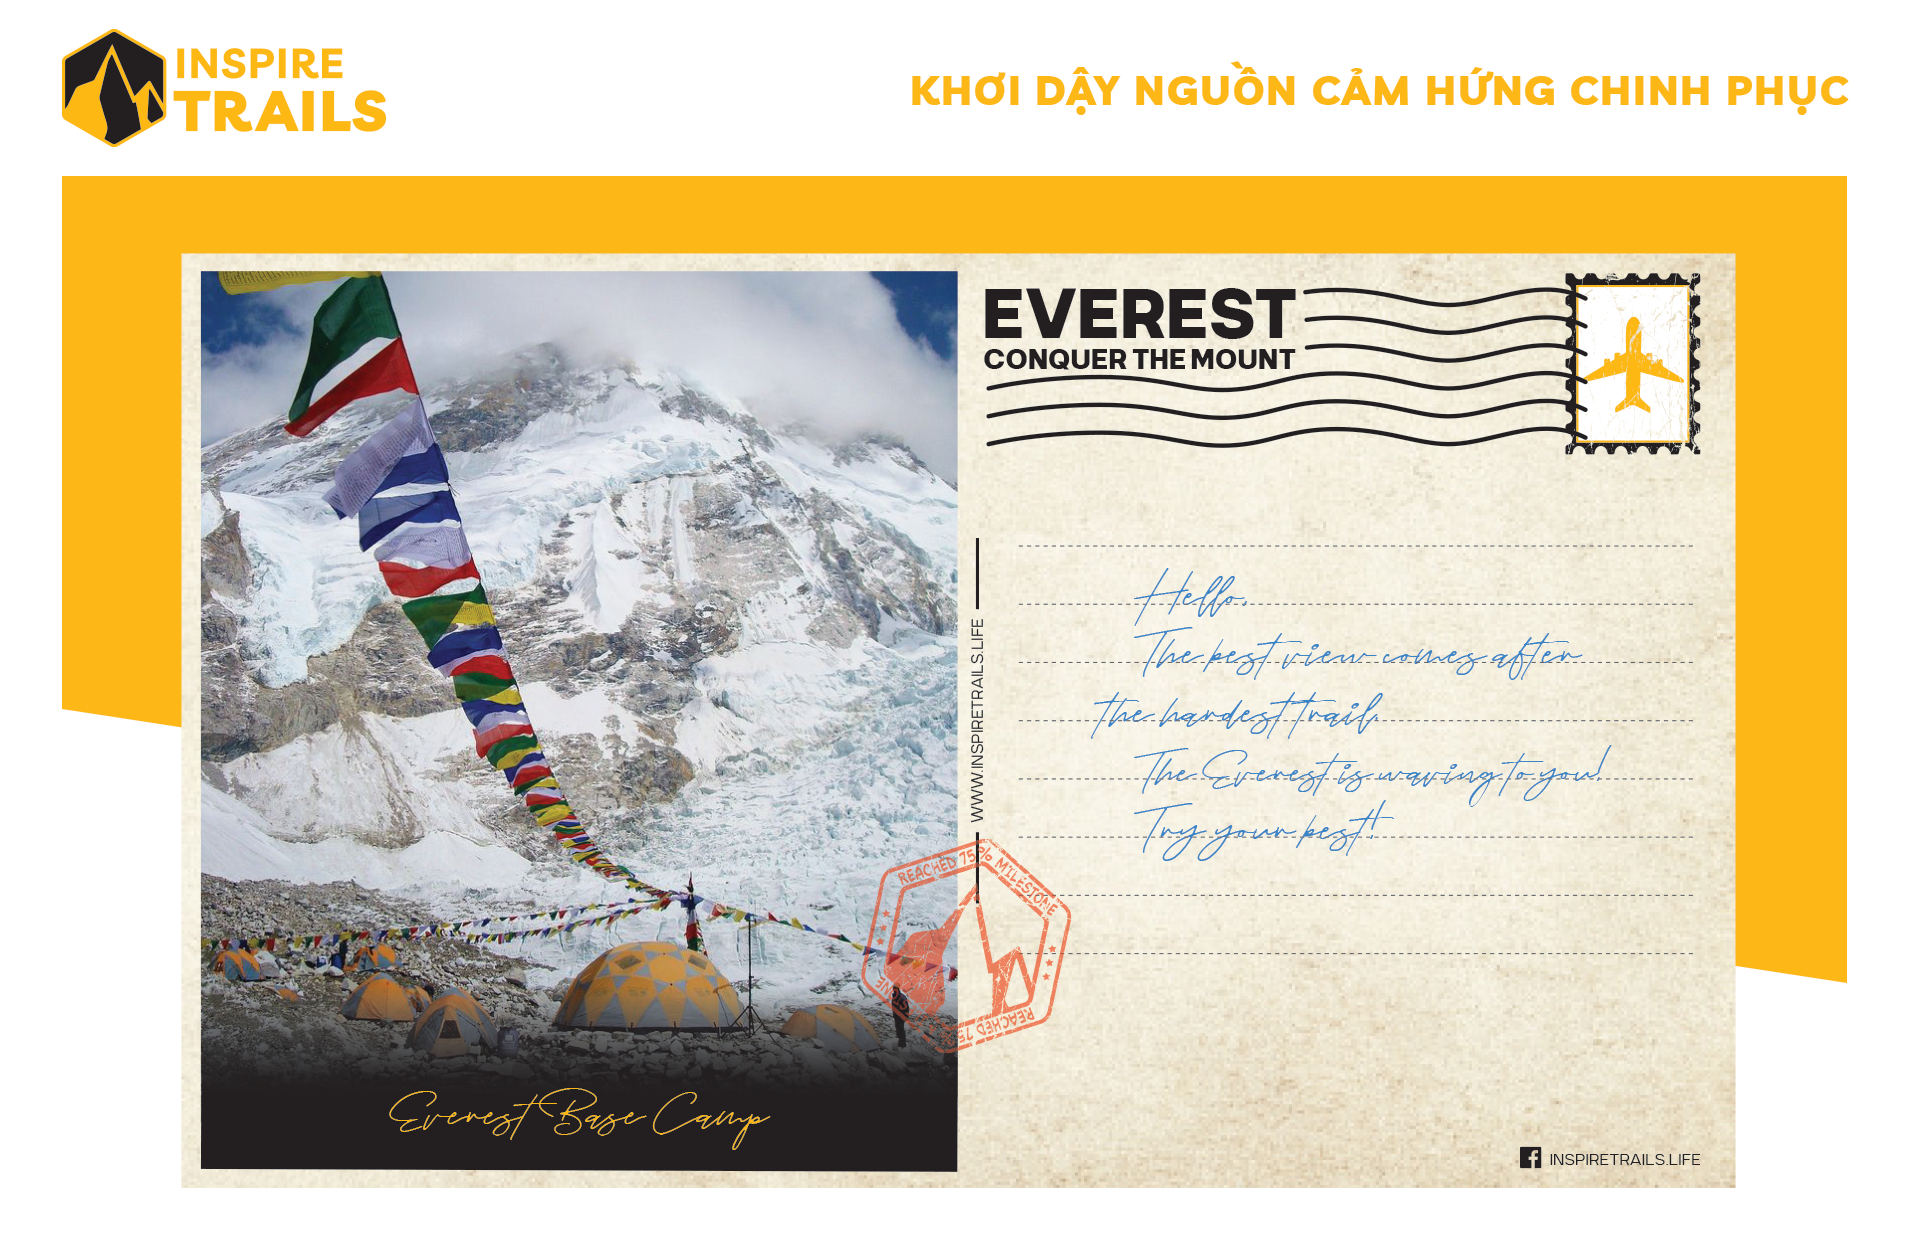 INSPIRE
TRAILS
KHƠI DẬY NGUỒN CẢM HỨNG CHINH PHỤC
EVEREST
CONQUER THE MOUNT
Hello,
The best view comes after
the hardest trail,
The Everest is waving to you!
Try your best!
WWW.INSPIRETRAILS.LIFE
REACHED 75% MILESTONE
REACHED 75
Everest Base Camp
INSPIRETRAILS.LIFE